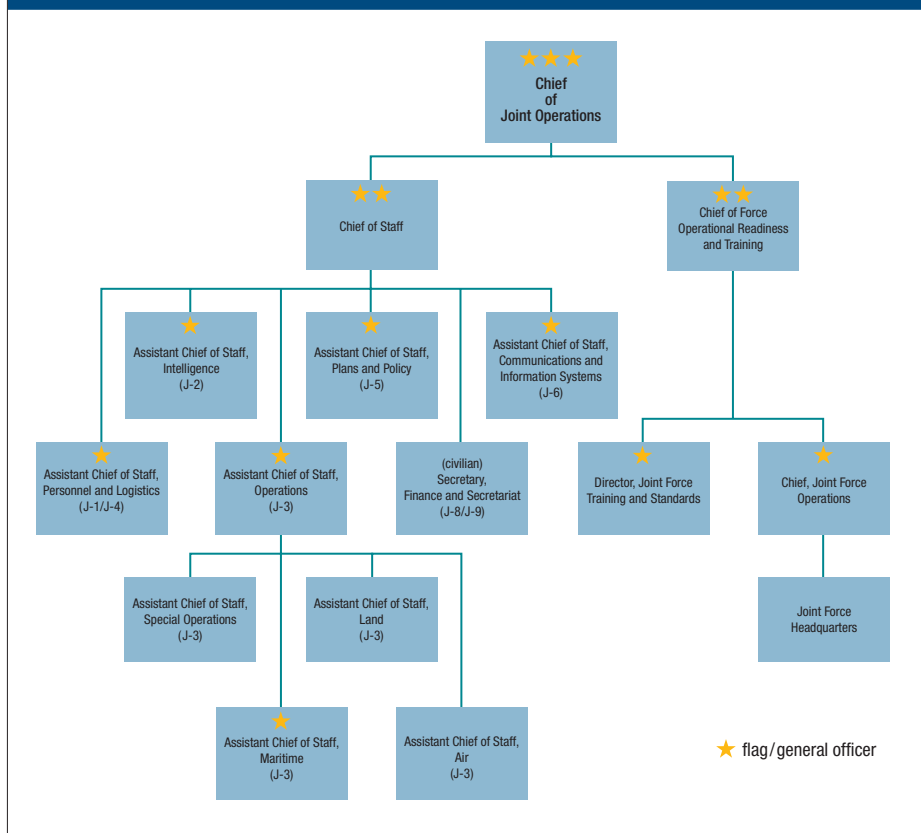 Chief
of
Joint Operations
Chief of Staff
Chief of Force
Operational Readiness
and Training
Assistant Chief of Staff,
Intelligence
(J-2)
Assistant Chief of Staff,
Plans and Policy
(J-5)
Assistant Chief of Staff,
Communications and
Information Systems
(J-6)
Assistant Chief of Staff,
Personnel and Logistics
(J-1/J-4)
Assistant Chief of Staff,
Operations
(J-3)
(civilian)
Secretary,
Finance and Secretariat
(J-8/J-9)
Director, Joint Force
Training and Standards
Chief, Joint Force
Operations
Assistant Chief of Staff,
Special Operations
(J-3)
Assistant Chief of Staff,
Land
(J-3)
Joint Force
Headquarters
Assistant Chief of Staff,
Maritime
(J-3)
Assistant Chief of Staff,
Air
(J-3)
flag/general officer